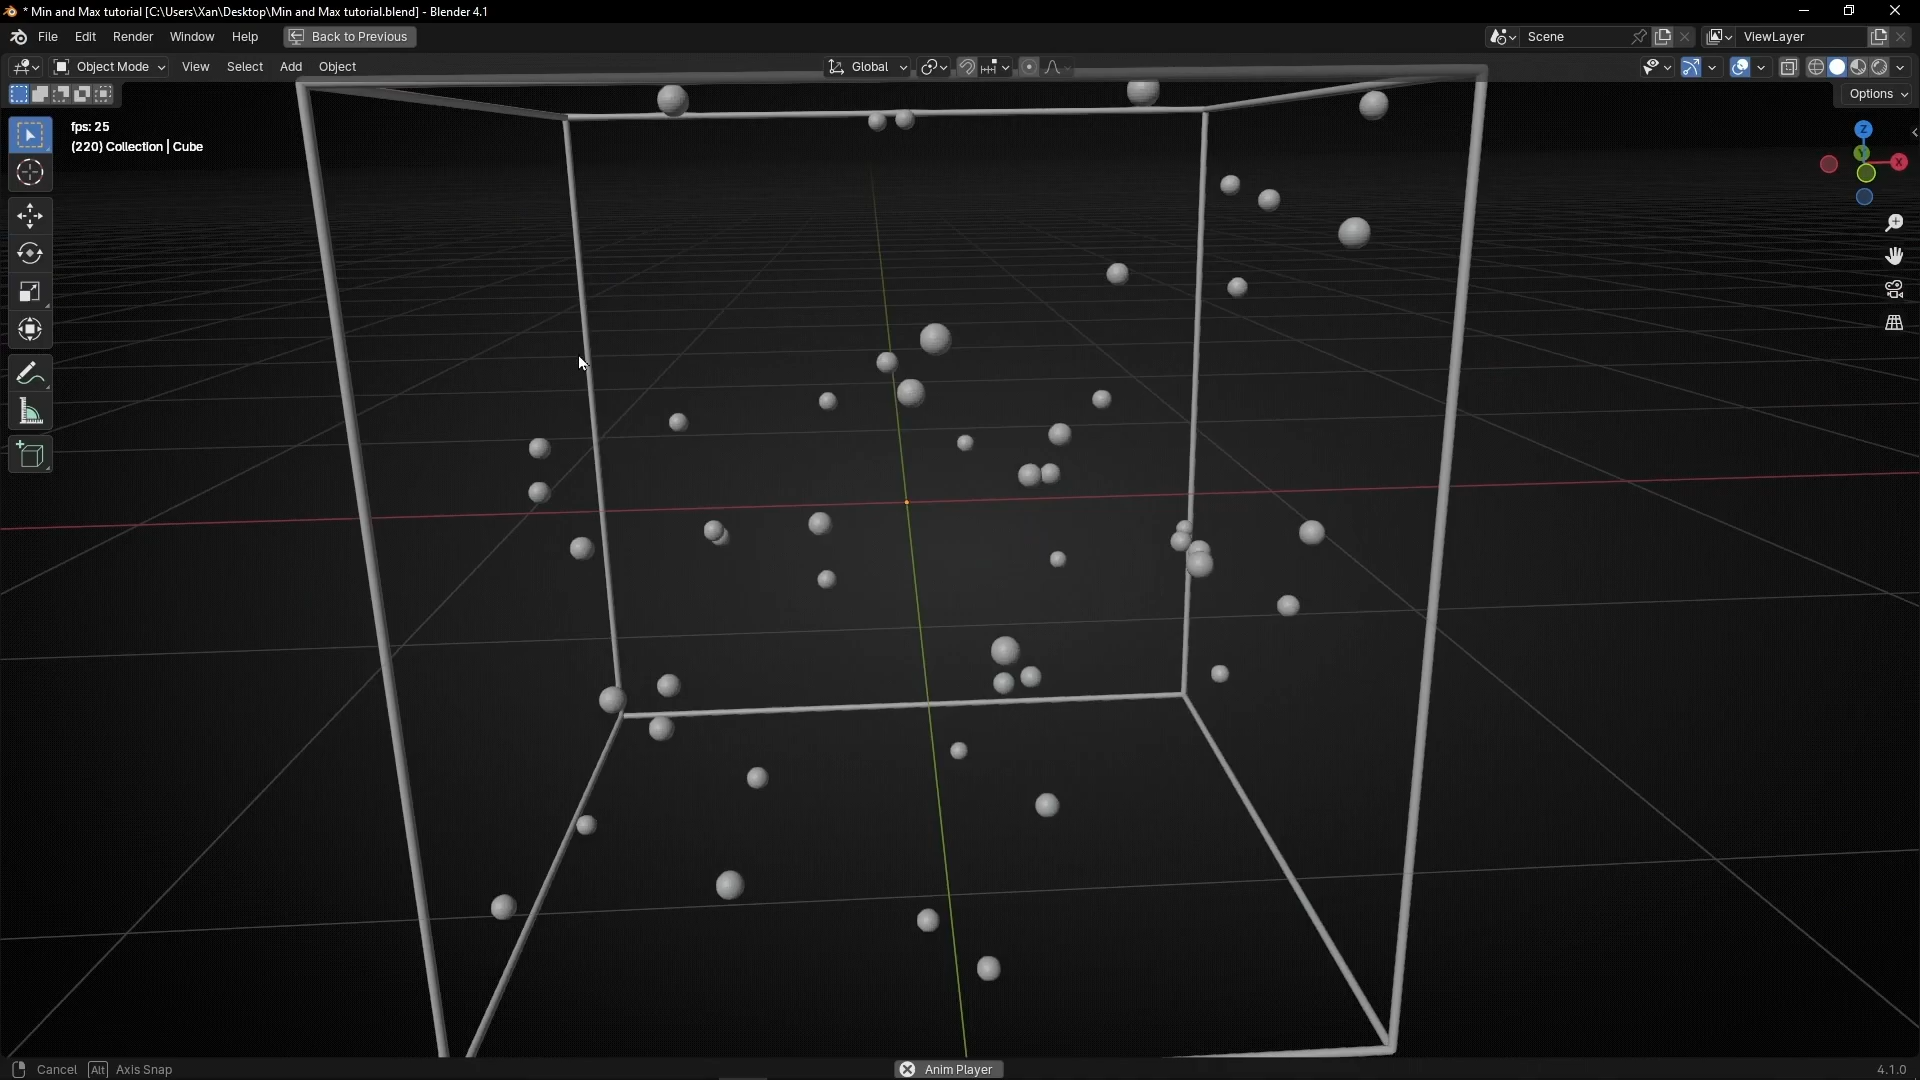 * Min and Max tutorial [C:\Users\Xan\Desktop\Min and Max tutorial.blend] - Blender 4.1
File Edit Render Window Help Back to Previous Scene ViewLayer
Object Mode View Select Add Object Global
Options
fps: 25
(220) Collection | Cube
Z
Y
X
Cancel Alt Axis Snap Anim Player 4.1.0